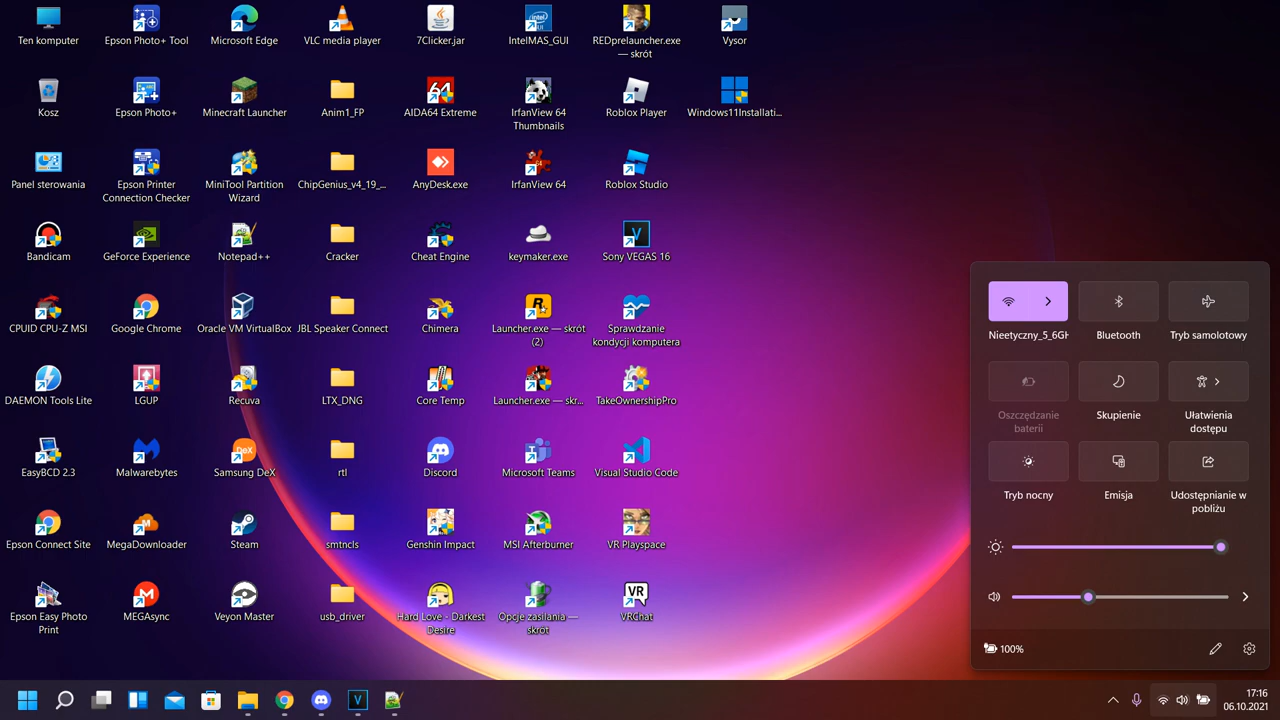 komputer
Epson Photo+ Tool
Microsoft Edge
VLC media player
7Clicker.jar
IntelMAS_GUI
REDprelauncher.exe
— skrót
Vysor
Kosz
Epson Photo+
Minecraft Launcher
Anim1_FP
64
AIDA64 Extreme
IrfanView 64
Thumbnails
Roblox Player
Windows11Installati...
Panel sterowania
Epson Printer
Connection Checker
MiniTool Partition
Wizard
ChipGenius_v4_19_...
AnyDesk.exe
IrfanView 64
Roblox Studio
Bandicam
GeForce Experience
Notepad++
Cracker
Cheat Engine
keymaker.exe
V
Sony VEGAS 16
CPUID CPU-Z MSI
Google Chrome
Oracle VM VirtualBox
JBL Speaker Connect
Chimera
R
Launcher.exe — skrót
(2)
Sprawdzanie
kondycji komputera
DAEMON Tools Lite
LGUP
Recuva
LTX_DNG
Core Temp
Launcher.exe — skr...
TakeOwnershipPro
EasyBCD 2.3
Malwarebytes
DeX
Samsung DeX
rtl
Discord
Microsoft Teams
Visual Studio Code
Epson Connect Site
MegaDownloader
Steam
smtncls
Genshin Impact
MSI Afterburner
VR Playspace
Epson Easy Photo
Print
M
MEGAsync
Veyon Master
usb_driver
Hard Love - Darkest
Desire
Opcje zasilania —
skrót
VR
VRChat
Nieetyczny_5_6GH
Bluetooth
Tryb samolotowy
Oszczędzanie
baterii
Skupienie
Ułatwienia
dostępu
Tryb nocny
Emisja
Udostępnianie w
pobliżu
100%
V
17:16
06.10.2021